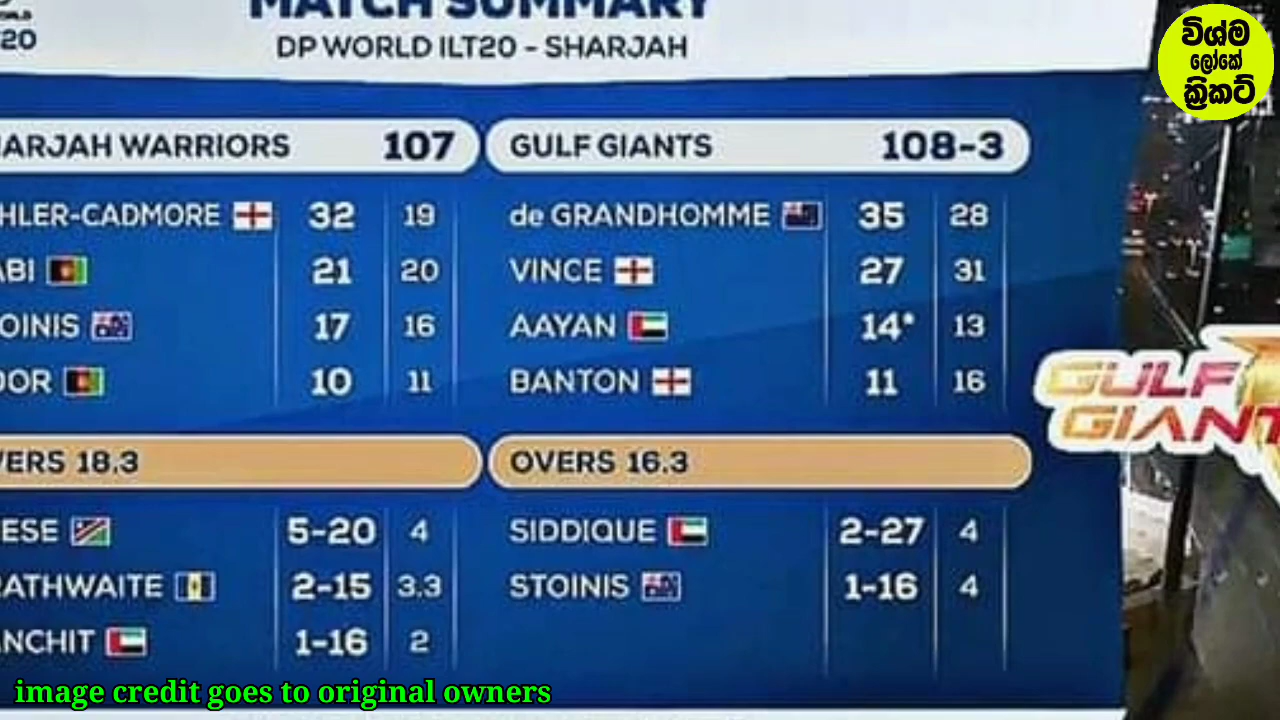 MATCH SUMMARY
20
DP WORLD ILT20 - SHARJAH
විශ්ම
ලෝකේ
ක්‍රිකට්
ARJAH WARRIORS 107
HLER-CADMORE 32 19
ABI 21 20
OINIS 17 16
OOR 10 11
ERS 18.3
ESE 5-20 4
ATHWAITE 2-15 3.3
NCHIT 1-16 2
GULF GIANTS 108-3
de GRANDHOMME 35 28
VINCE 27 31
AAYAN 14* 13
BANTON 11 16
OVERS 16.3
SIDDIQUE 2-27 4
STOINIS 1-16 4
GULF
GIANT
image credit goes to original owners